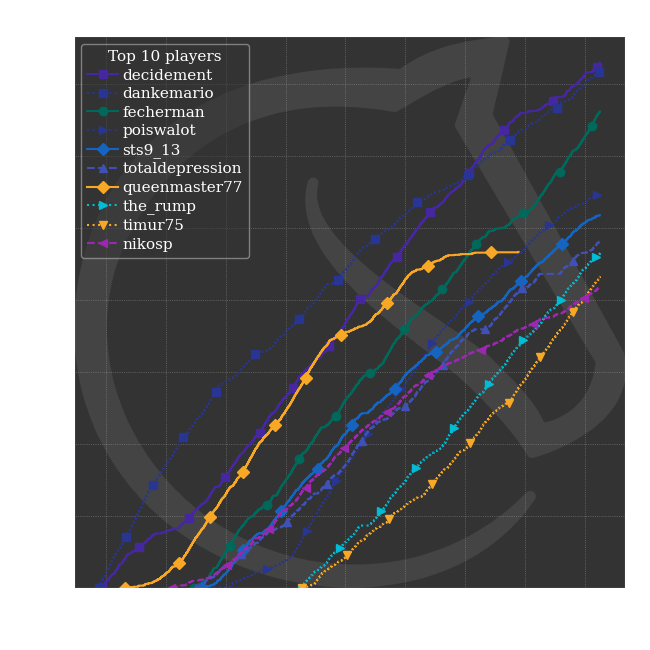 Top 10 players
decidement
dankemario
fecherman
poiswalot
sts9_13
totaldepression
queenmaster77
the_rump
timur75
nikosp